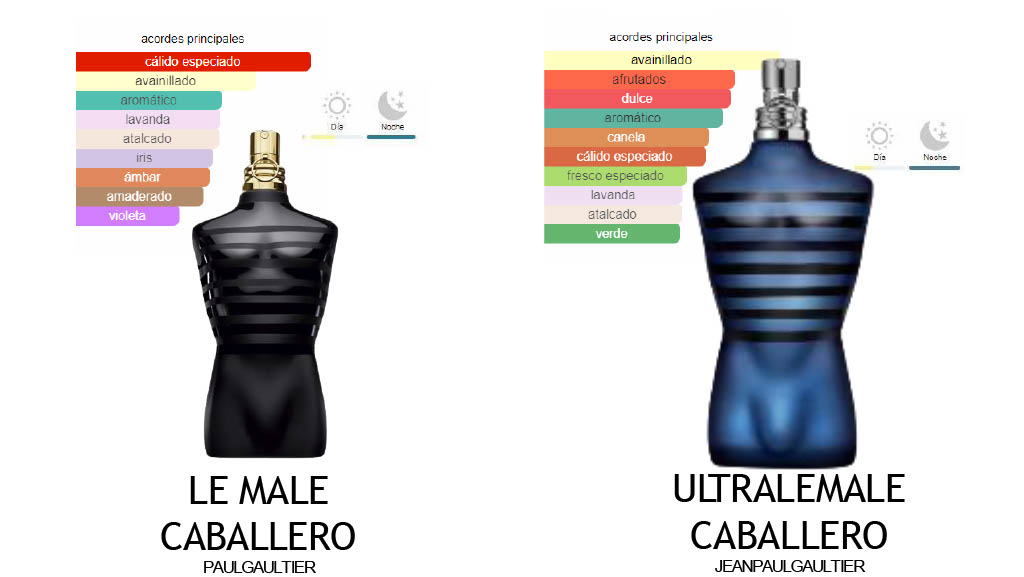 acordes principales
cálido especiado
avainillado
aromático
lavanda
atalcado
iris
ámbar
amaderado
violeta
Día
Noche
LE MALE
CABALLERO
PAULGAULTIER
acordes principales
avainillado
afrutados
dulce
aromático
canela
cálido especiado
fresco especiado
lavanda
atalcado
verde
Día
Noche
ULTRALEMALE
CABALLERO
JEANPAULGAULTIER